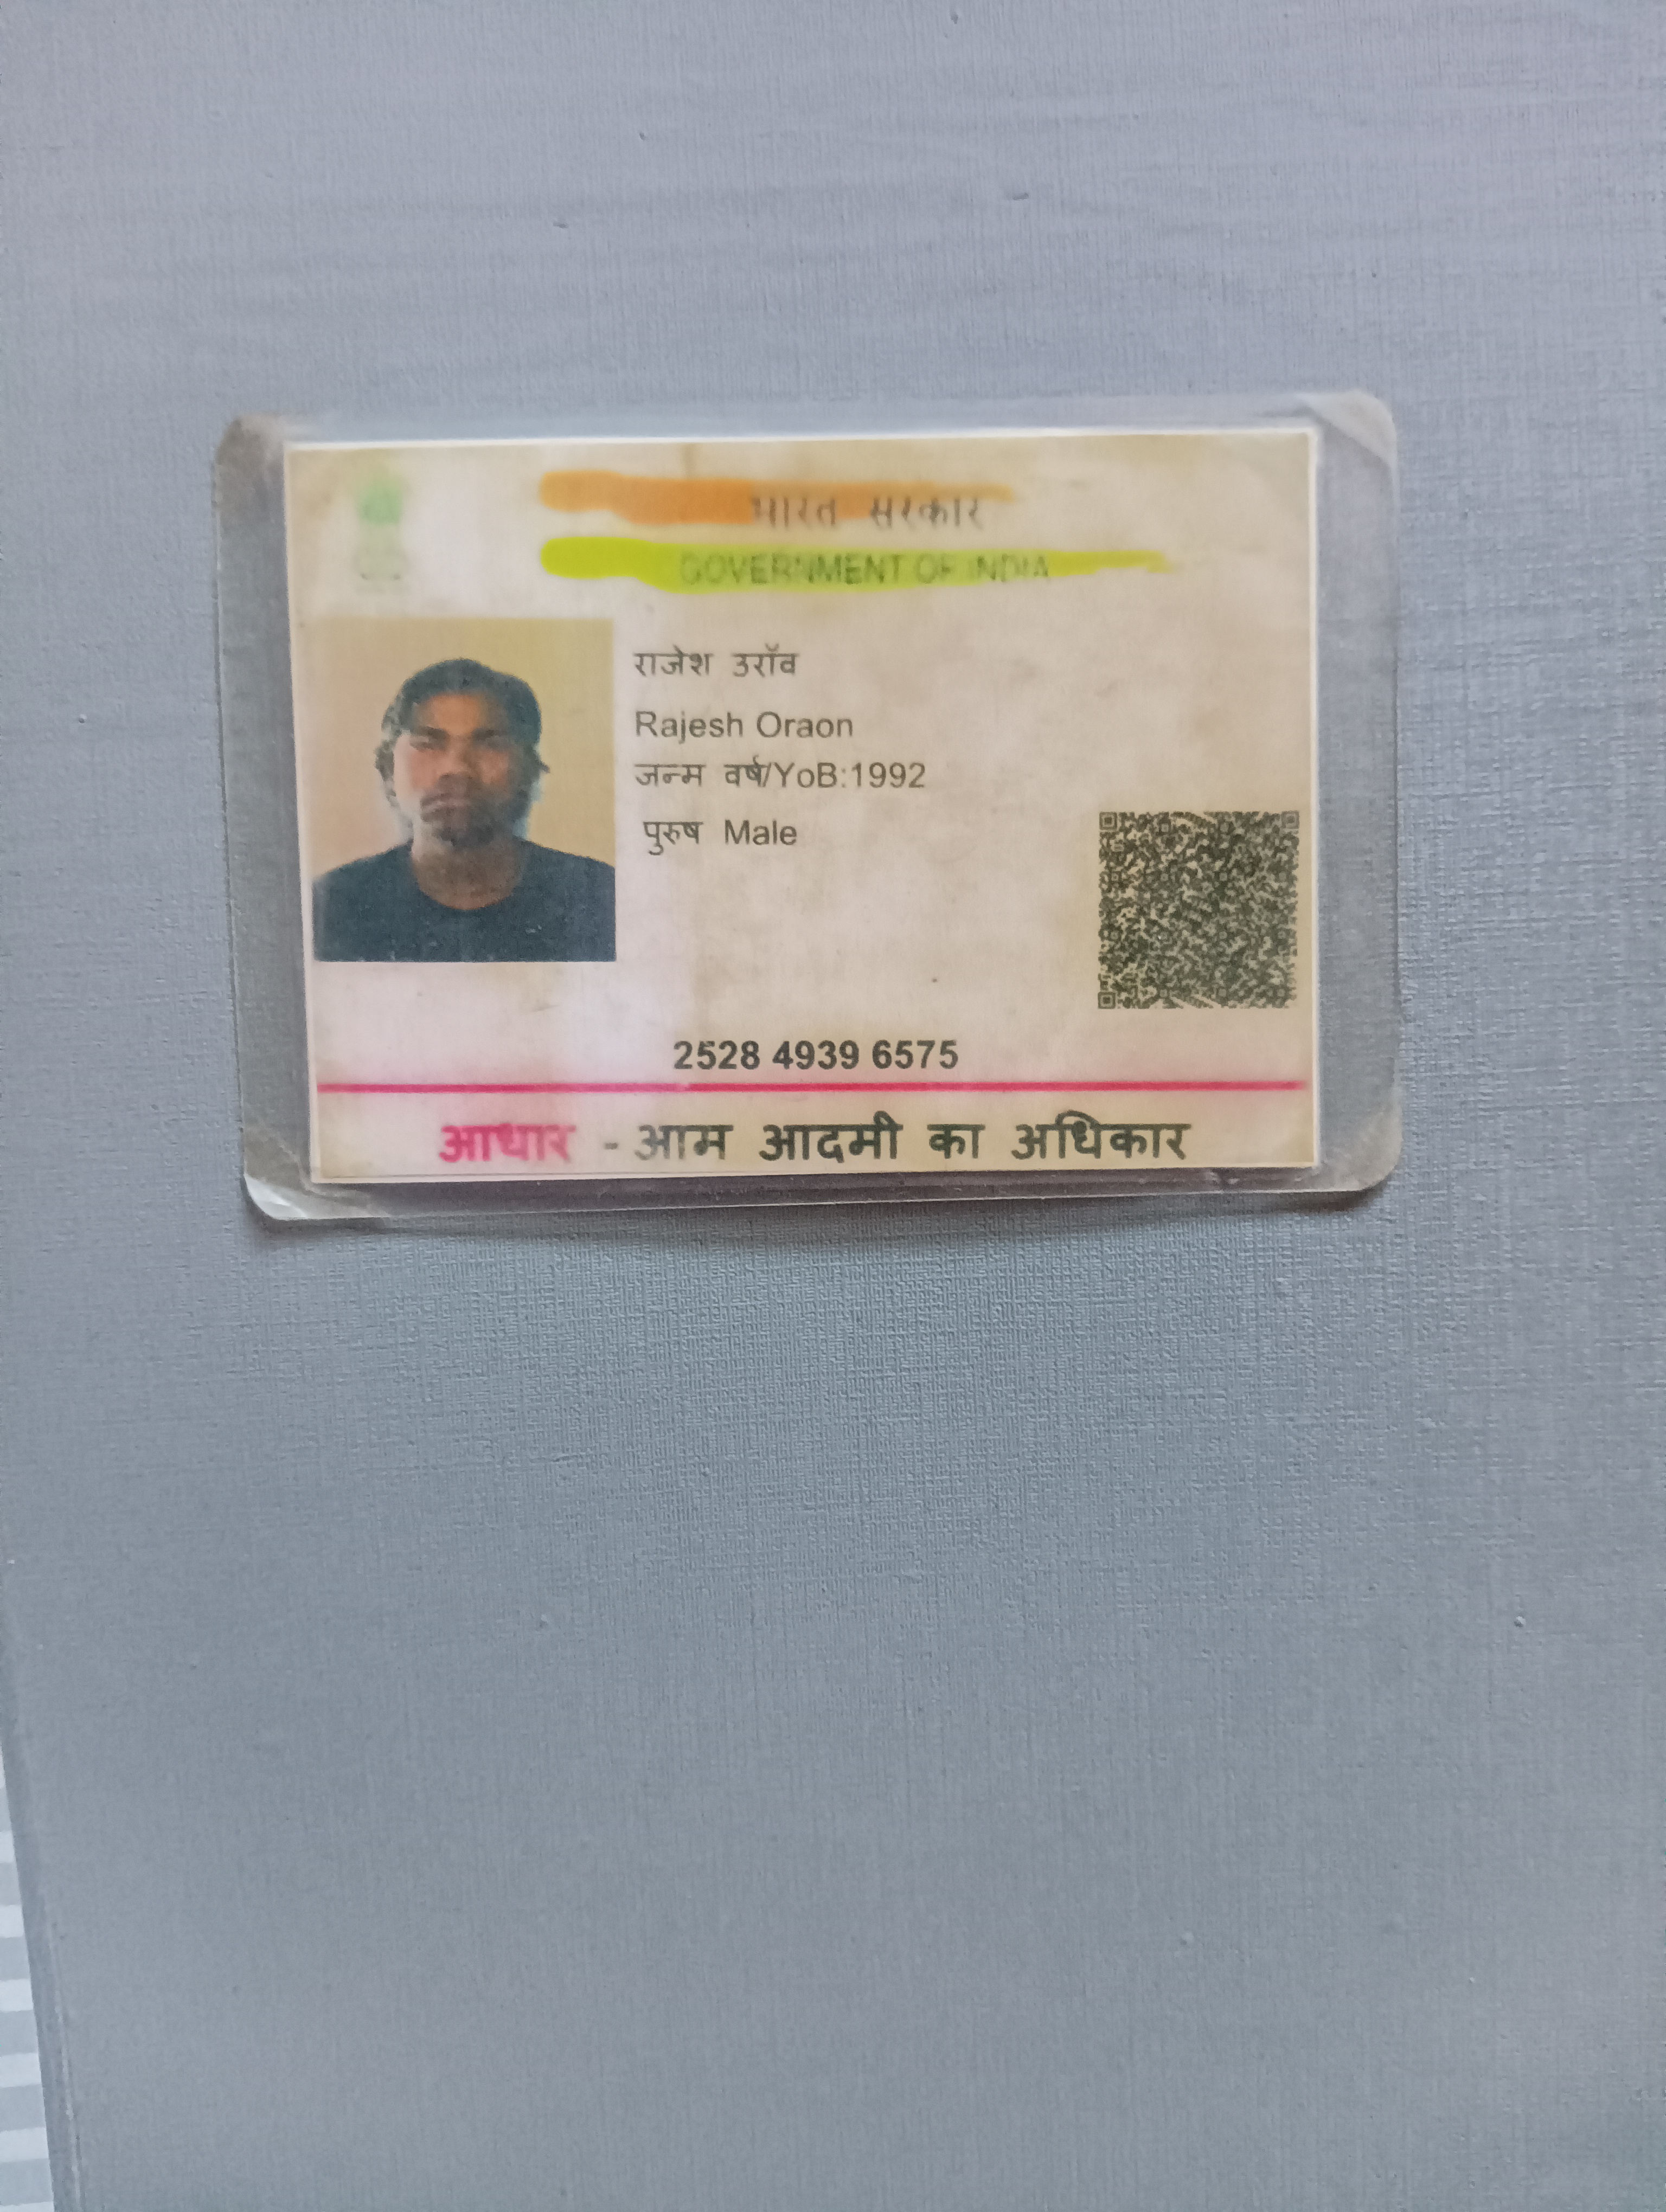 भारत सरकार
GOVERNMENT OF INDIA
राजेश उरॉव
Rajesh Oraon
जन्म वर्ष/YoB:1992
पुरुष Male
2528 4939 6575
आधार - आम आदमी का अधिकार